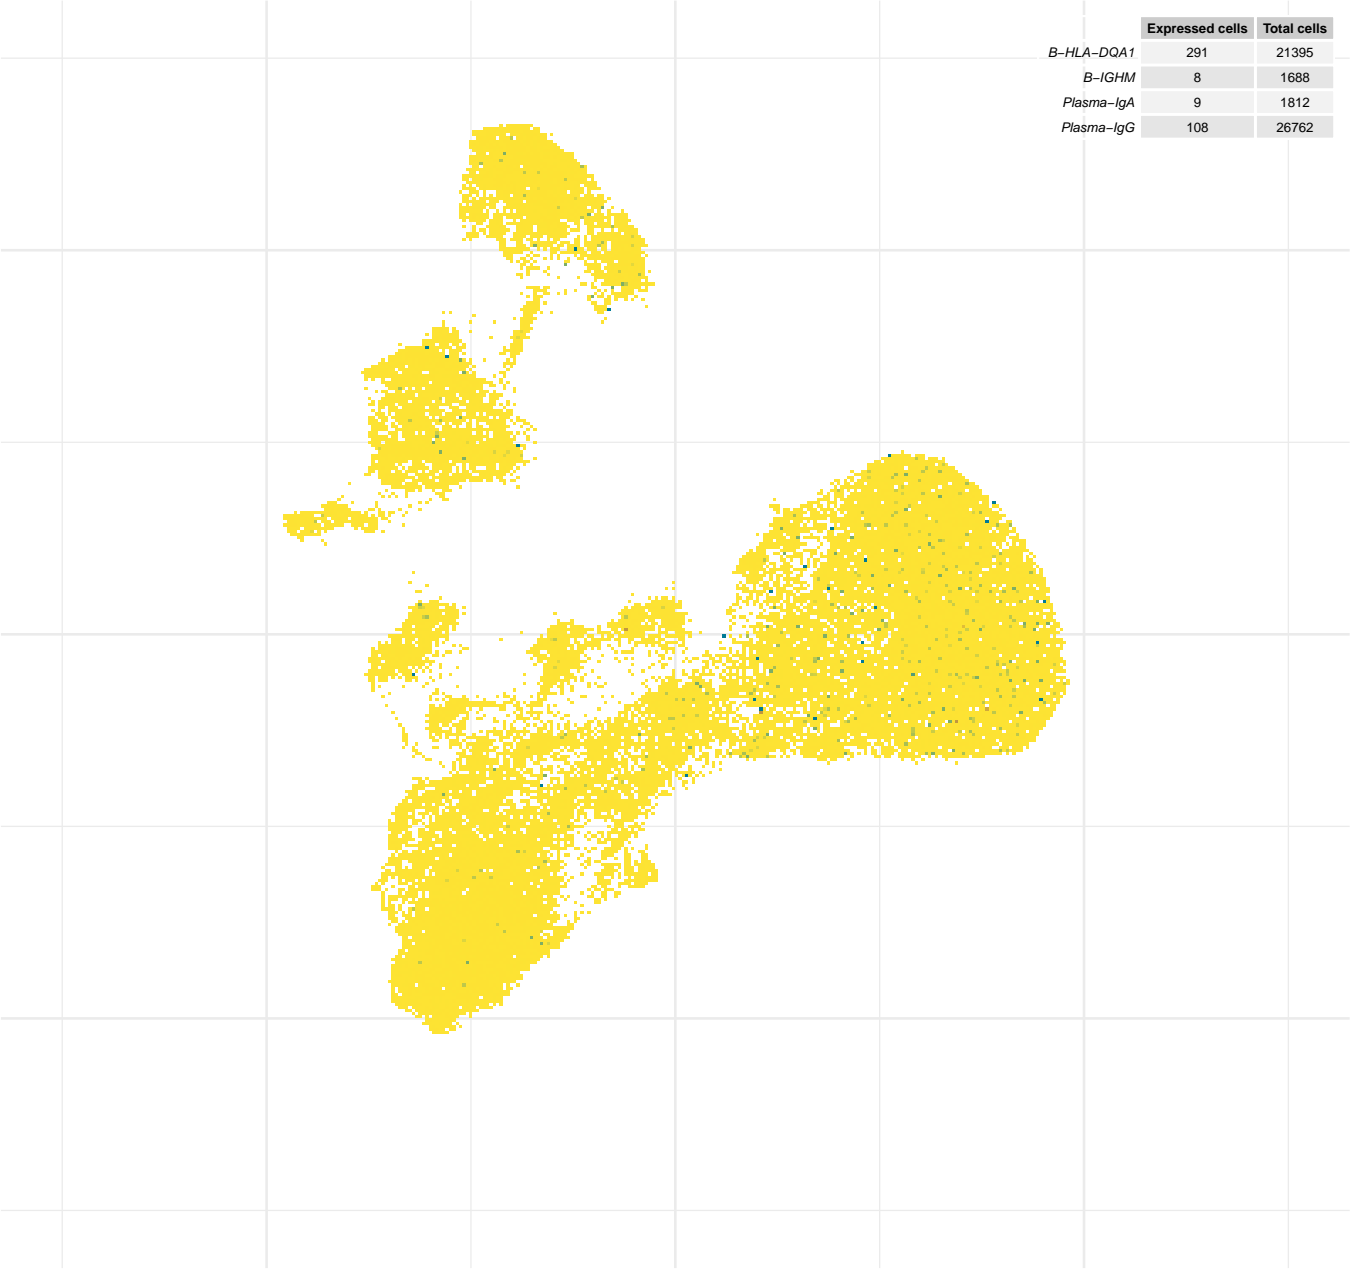 Expressed cells Total cells
B−HLA−DQA1 291 21395
B−IGHM 8 1688
Plasma−IgA 9 1812
Plasma−IgG 108 26762